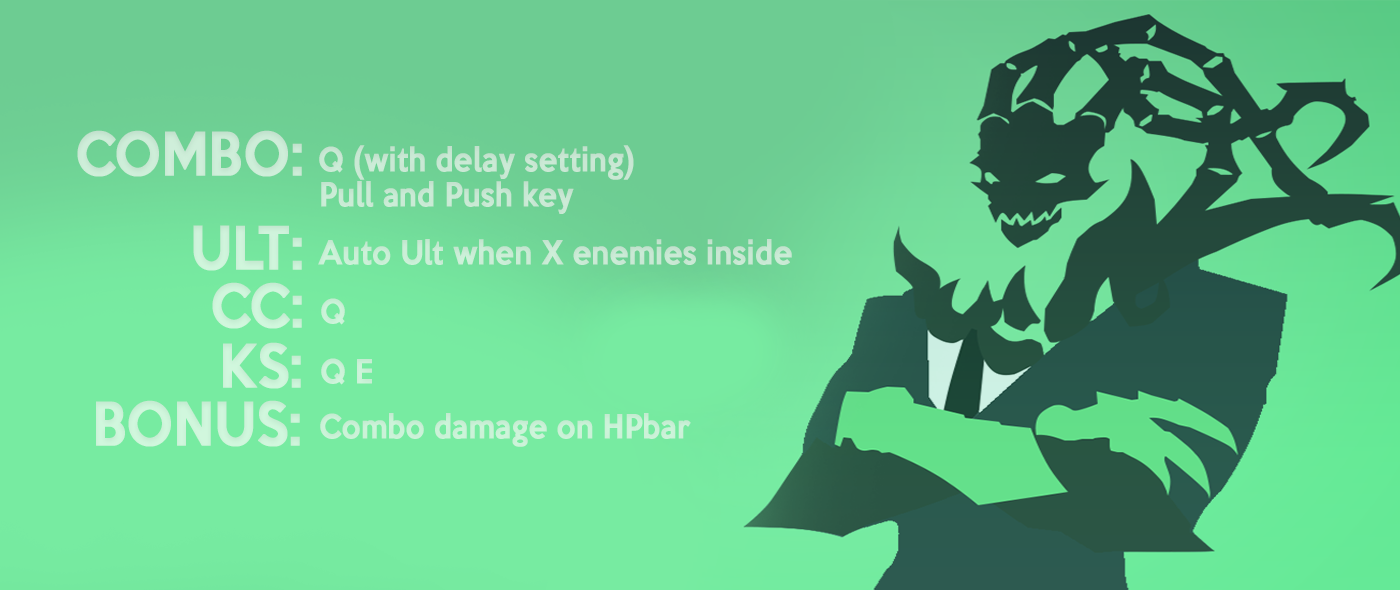 COMBO: Q (with delay setting)
Pull and Push key
ULT: Auto Ult when X enemies inside
CC: Q
KS: Q E
BONUS: Combo damage on HPbar